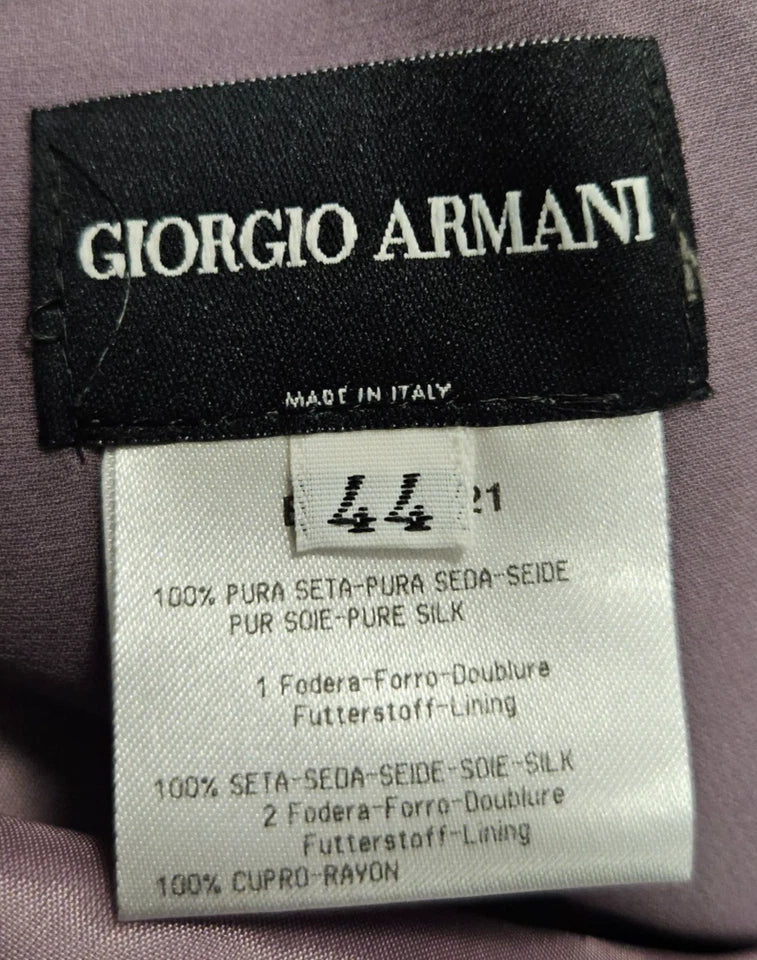 GIORGIO ARMANI
MADE IN ITALY
44
21
100% PURA SETA-PURA SEDA-SEIDE
PUR SOIE-PURE SILK
1 Fodera-Forro-Doublure
Futterstoff-Lining
100% SETA-SEDA-SEIDE-SOIE-SILK
2 Fodera-Forro-Doublure
Futterstoff-Lining
100% CUPRO-RAYON